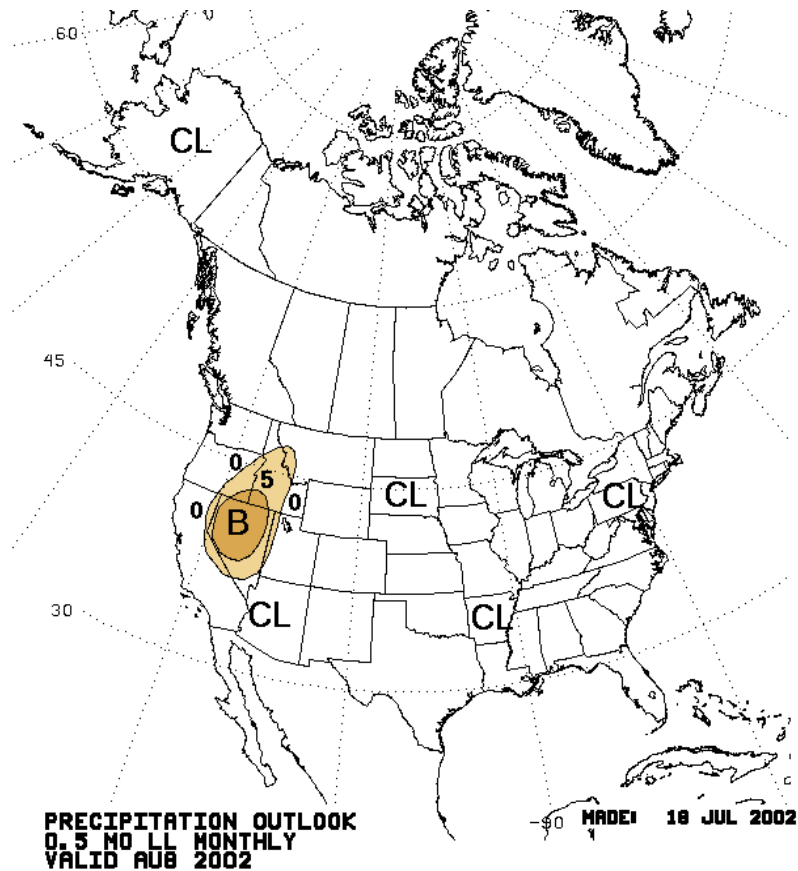 60
CL
45
0
5
CL
CL
0
0
B
30
CL
CL
PRECIPITATION OUTLOOK
0.5 MO LL MONTHLY
VALID AUG 2002
-90
MADE: 18 JUL 2002